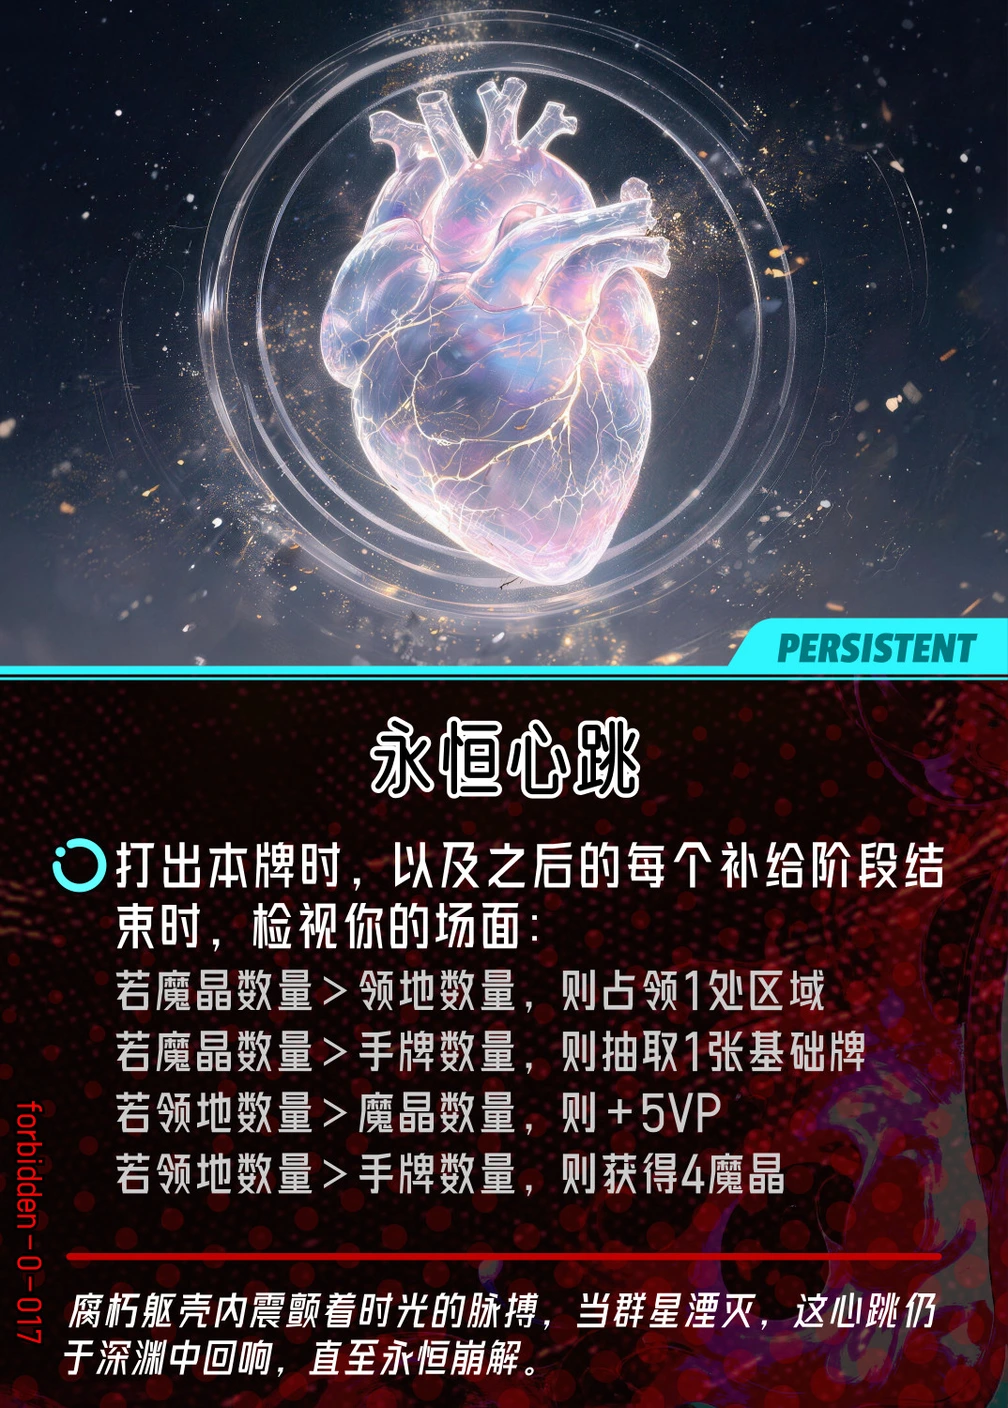 PERSISTENT
永恒心跳
打出本牌时，以及之后的每个补给阶段结
束时，检视你的场面：
若魔晶数量＞领地数量，则占领1处区域
若魔晶数量＞手牌数量，则抽取1张基础牌
若领地数量＞魔晶数量，则＋5VP
若领地数量＞手牌数量，则获得4魔晶
forbidden-0-017
腐朽躯壳内震颤着时光的脉搏，当群星湮灭，这心跳仍
于深渊中回响，直至永恒崩解。